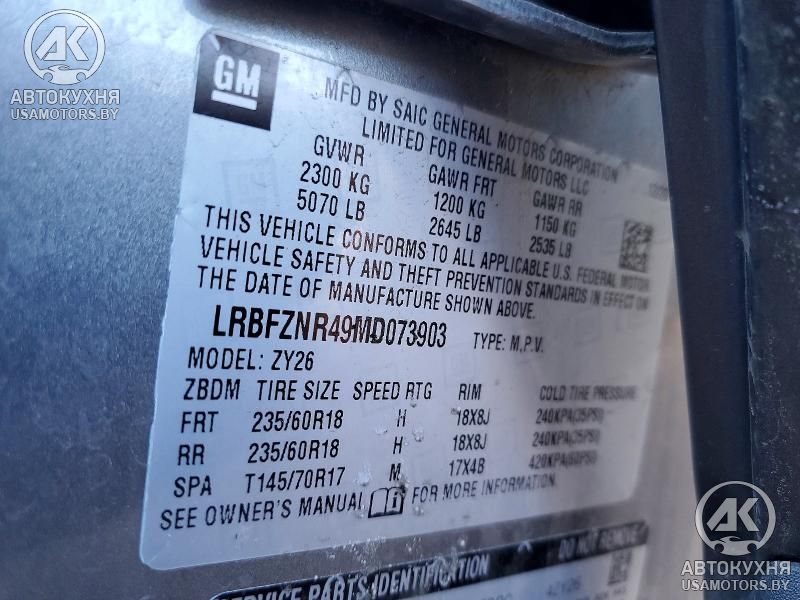 AK
АВТОКУХНЯ
USAMOTORS.BY
GM
MFD BY SAIC GENERAL MOTORS CORPORATION
LIMITED FOR GENERAL MOTORS LLC
GVWR GAWR FRT GAWR RR
2300 KG 1200 KG 1150 KG
5070 LB 2645 LB 2535 LB
THIS VEHICLE CONFORMS TO ALL APPLICABLE U.S. FEDERAL MOTOR
VEHICLE SAFETY AND THEFT PREVENTION STANDARDS IN EFFECT ON
THE DATE OF MANUFACTURE SHOWN ABOVE.
LRBFZNR49MD073903 TYPE: M.P.V.
MODEL: ZY26
ZBDM TIRE SIZE SPEED RTG RIM COLD TIRE PRESSURE
FRT 235/60R18 H 18X8J 240KPA(35PSI)
RR 235/60R18 H 18X8J 240KPA(35PSI)
SPA T145/70R17 M 17X4B 420KPA(60PSI)
SEE OWNER'S MANUAL FOR MORE INFORMATION.
SERVICE PARTS IDENTIFICATION DO NOT REMOVE
ZY26
AK
АВТОКУХНЯ
USAMOTORS.BY